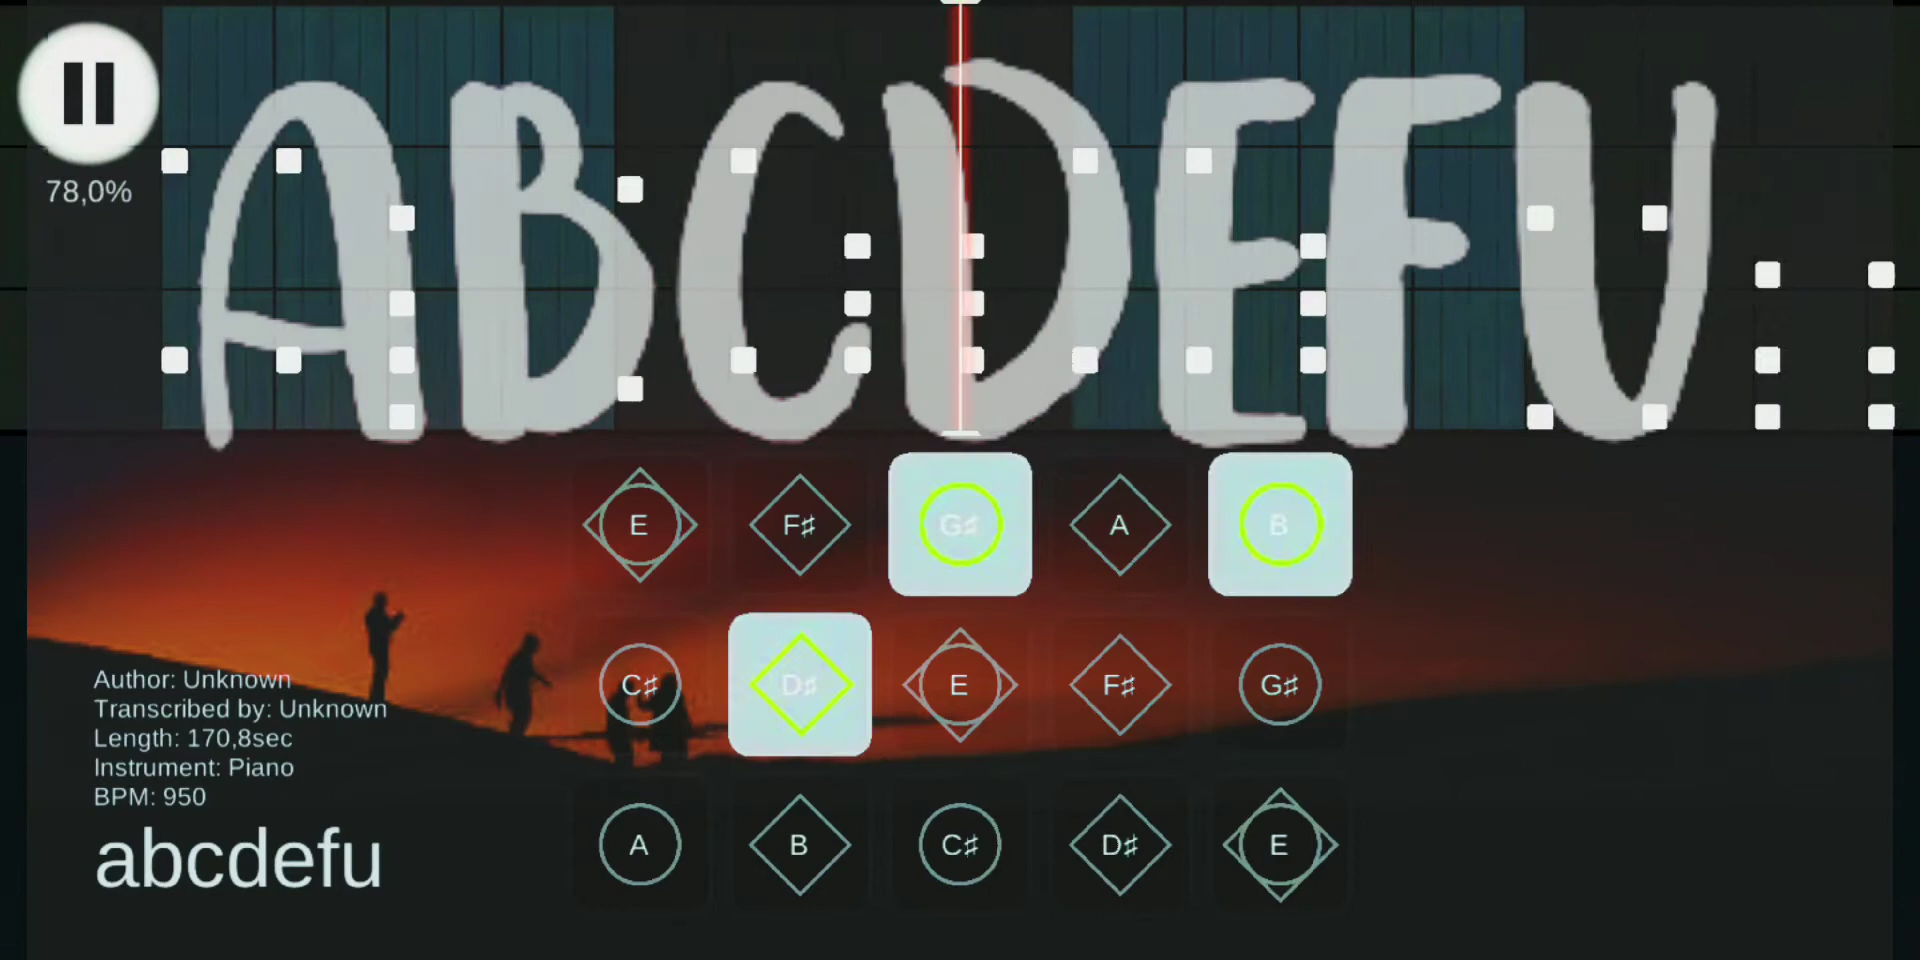 ABCDEFU
78,0%
E F♯ G♯ A B
C♯ D♯ E F♯ G♯
A B C♯ D♯ E
Author: Unknown
Transcribed by: Unknown
Length: 170,8sec
Instrument: Piano
BPM: 950
abcdefu